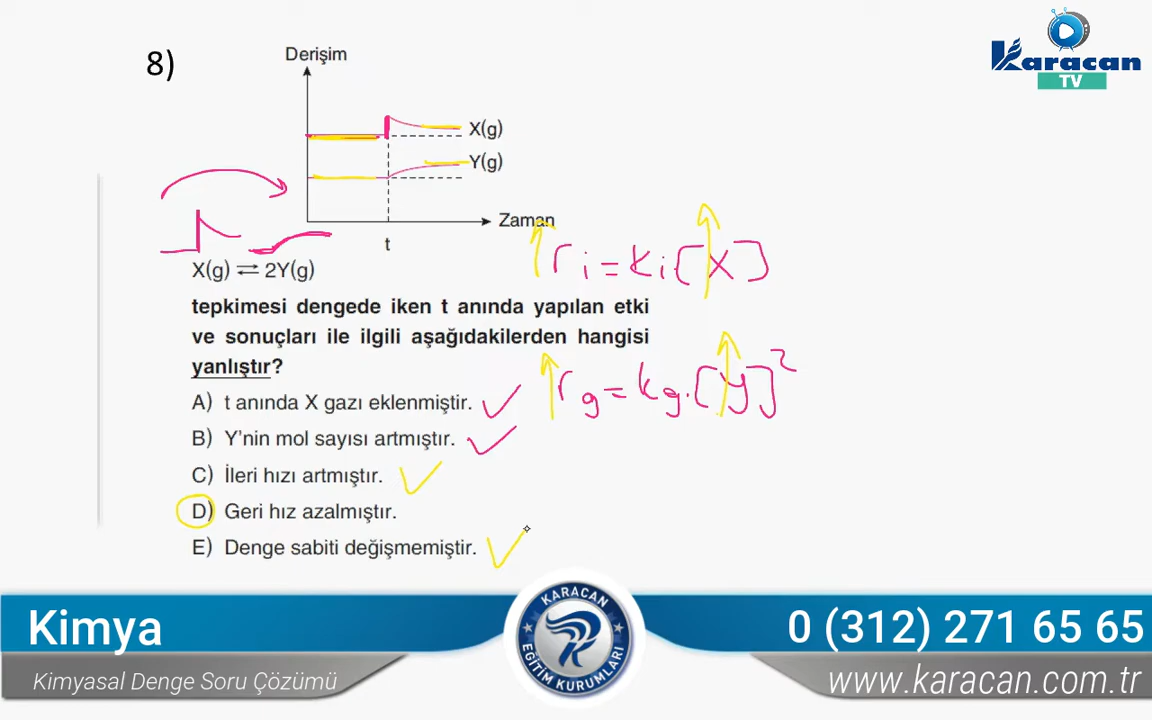 8)
Derişim
Karacan
TV
X(g)
Y(g)
Zaman
t
rᵢ = kᵢ.[X]
X(g) ⇌ 2Y(g)
tepkimesi dengede iken t anında yapılan etki
ve sonuçları ile ilgili aşağıdakilerden hangisi
yanlıştır?
r_g = k_g.[Y]²
A) t anında X gazı eklenmiştir.
B) Y'nin mol sayısı artmıştır.
C) İleri hızı artmıştır.
D) Geri hız azalmıştır.
E) Denge sabiti değişmemiştir.
KARACAN
EĞİTİM KURUMLARI
Kimya
0 (312) 271 65 65
Kimyasal Denge Soru Çözümü
www.karacan.com.tr